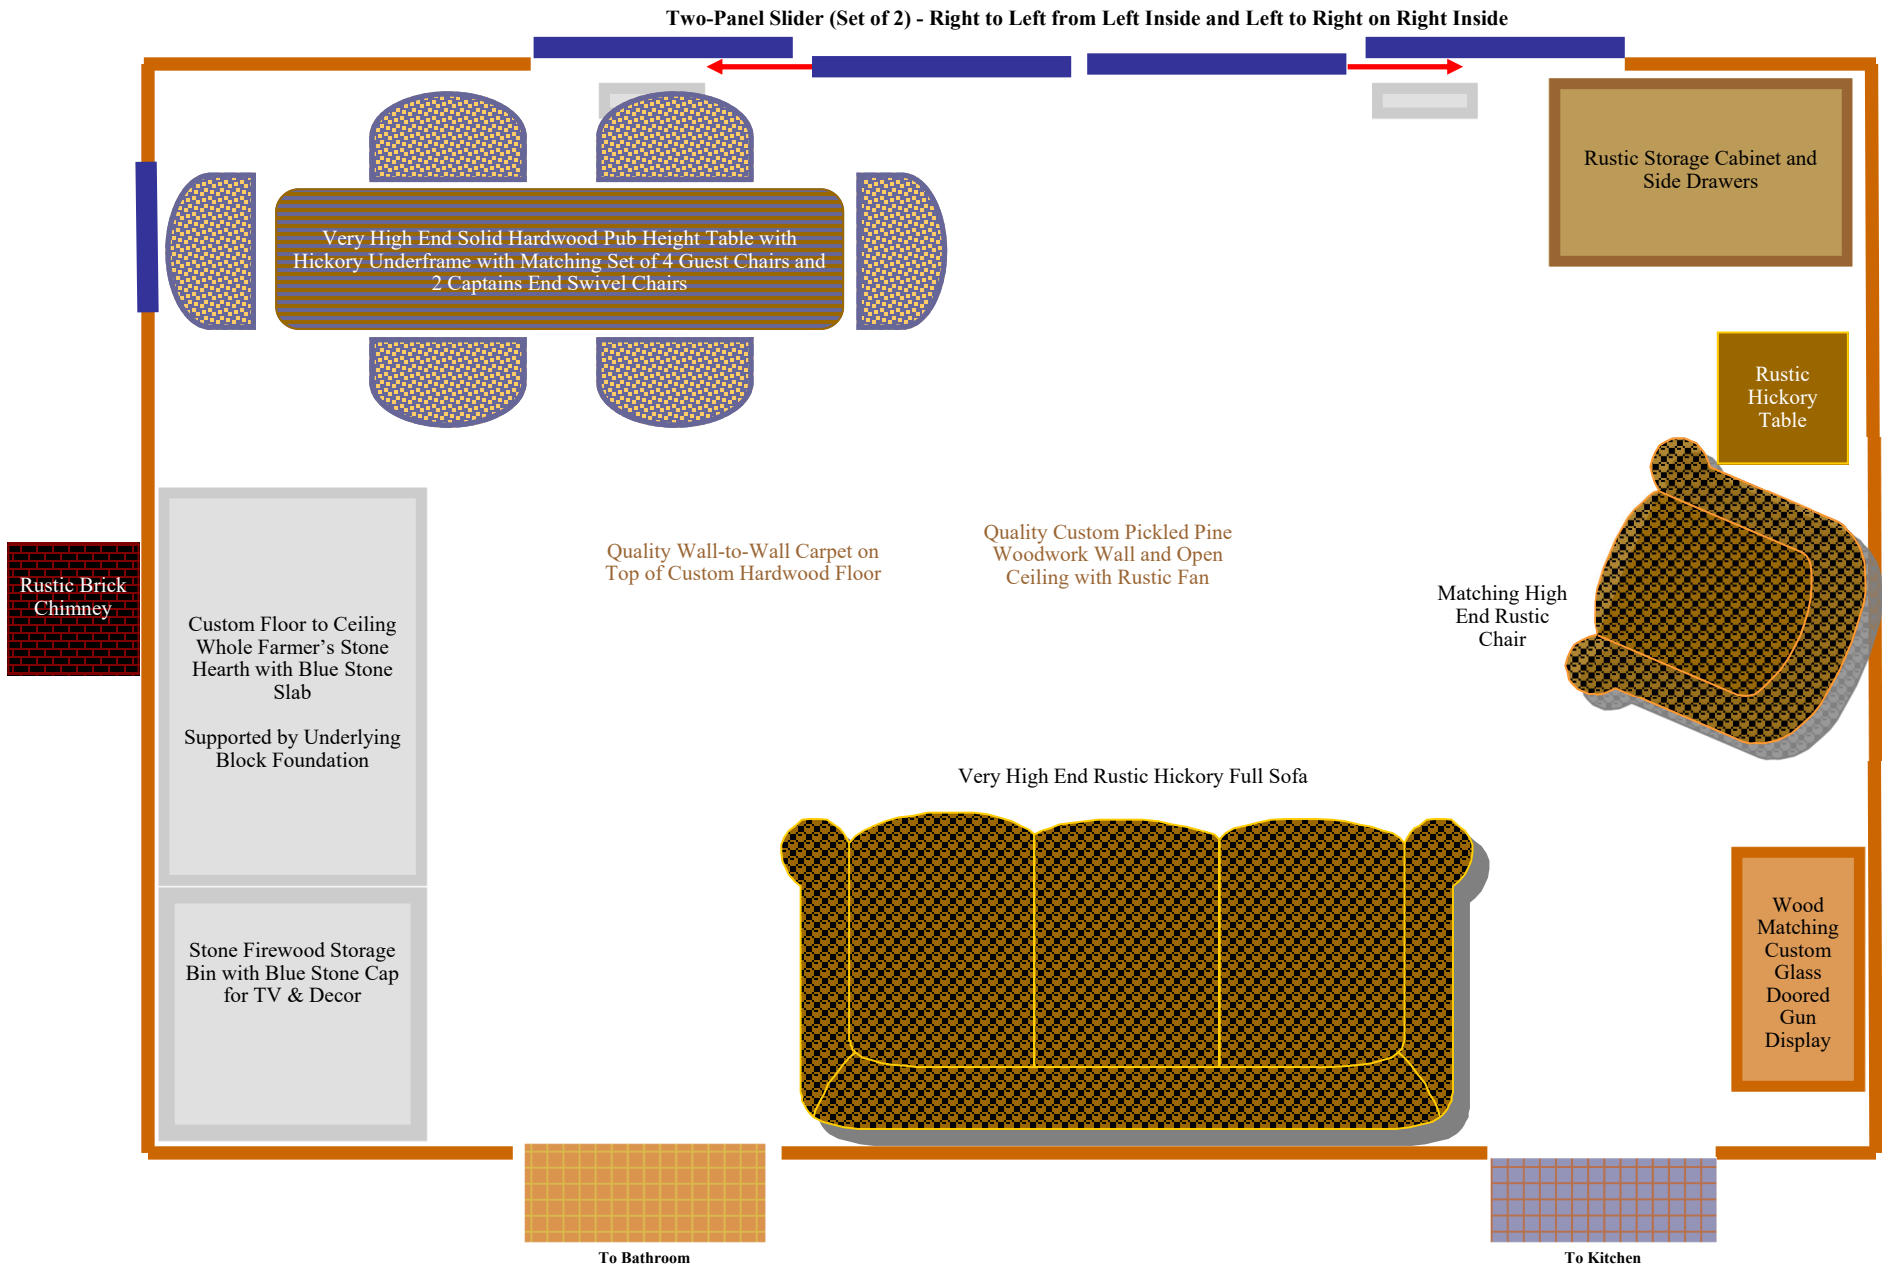 Two-Panel Slider (Set of 2) - Right to Left from Left Inside and Left to Right on Right Inside
Rustic Storage Cabinet and
Side Drawers
Very High End Solid Hardwood Pub Height Table with
Hickory Underframe with Matching Set of 4 Guest Chairs and
2 Captains End Swivel Chairs
Rustic
Hickory
Table
Quality Wall-to-Wall Carpet on
Top of Custom Hardwood Floor
Quality Custom Pickled Pine
Woodwork Wall and Open
Ceiling with Rustic Fan
Rustic Brick
Chimney
Custom Floor to Ceiling
Whole Farmer’s Stone
Hearth with Blue Stone
Slab
Supported by Underlying
Block Foundation
Matching High
End Rustic
Chair
Very High End Rustic Hickory Full Sofa
Stone Firewood Storage
Bin with Blue Stone Cap
for TV & Decor
Wood
Matching
Custom
Glass
Doored
Gun
Display
To Bathroom
To Kitchen